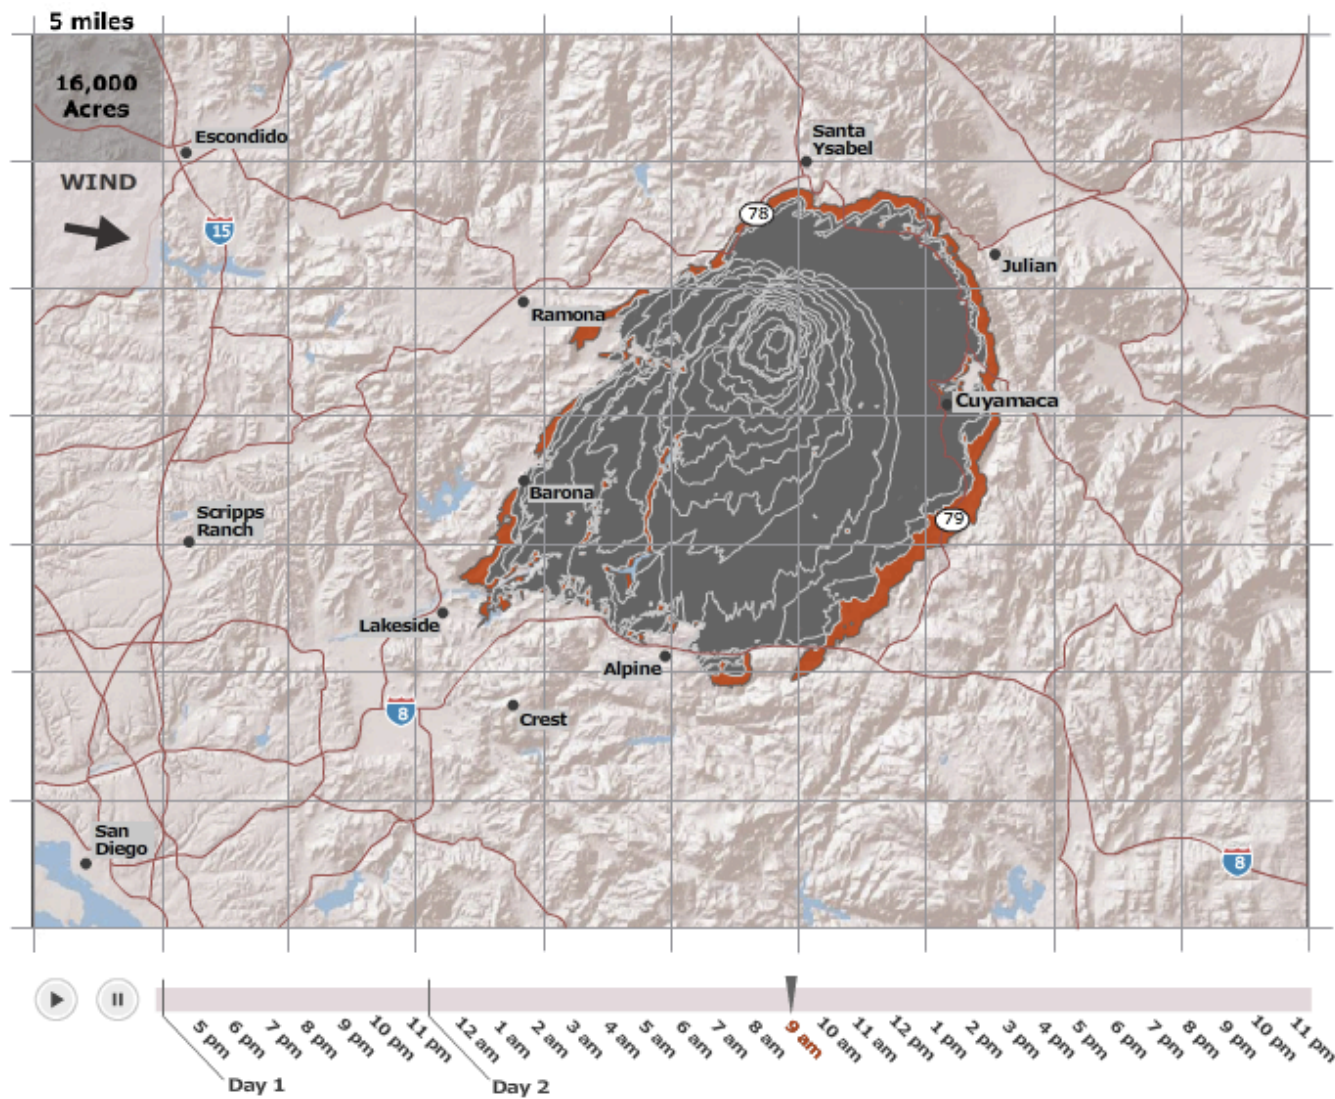 5 miles
16,000
Acres
Escondido
WIND
15
Santa
Ysabel
78
Julian
Ramona
Cuyamaca
Barona
Scripps
Ranch
79
Lakeside
Alpine
8
Crest
San
Diego
8
5 pm
6 pm
7 pm
8 pm
9 pm
10 pm
11 pm
12 am
1 am
2 am
3 am
4 am
5 am
6 am
7 am
8 am
9 am
10 am
11 am
12 pm
1 pm
2 pm
3 pm
4 pm
5 pm
6 pm
7 pm
8 pm
9 pm
10 pm
11 pm
Day 1
Day 2